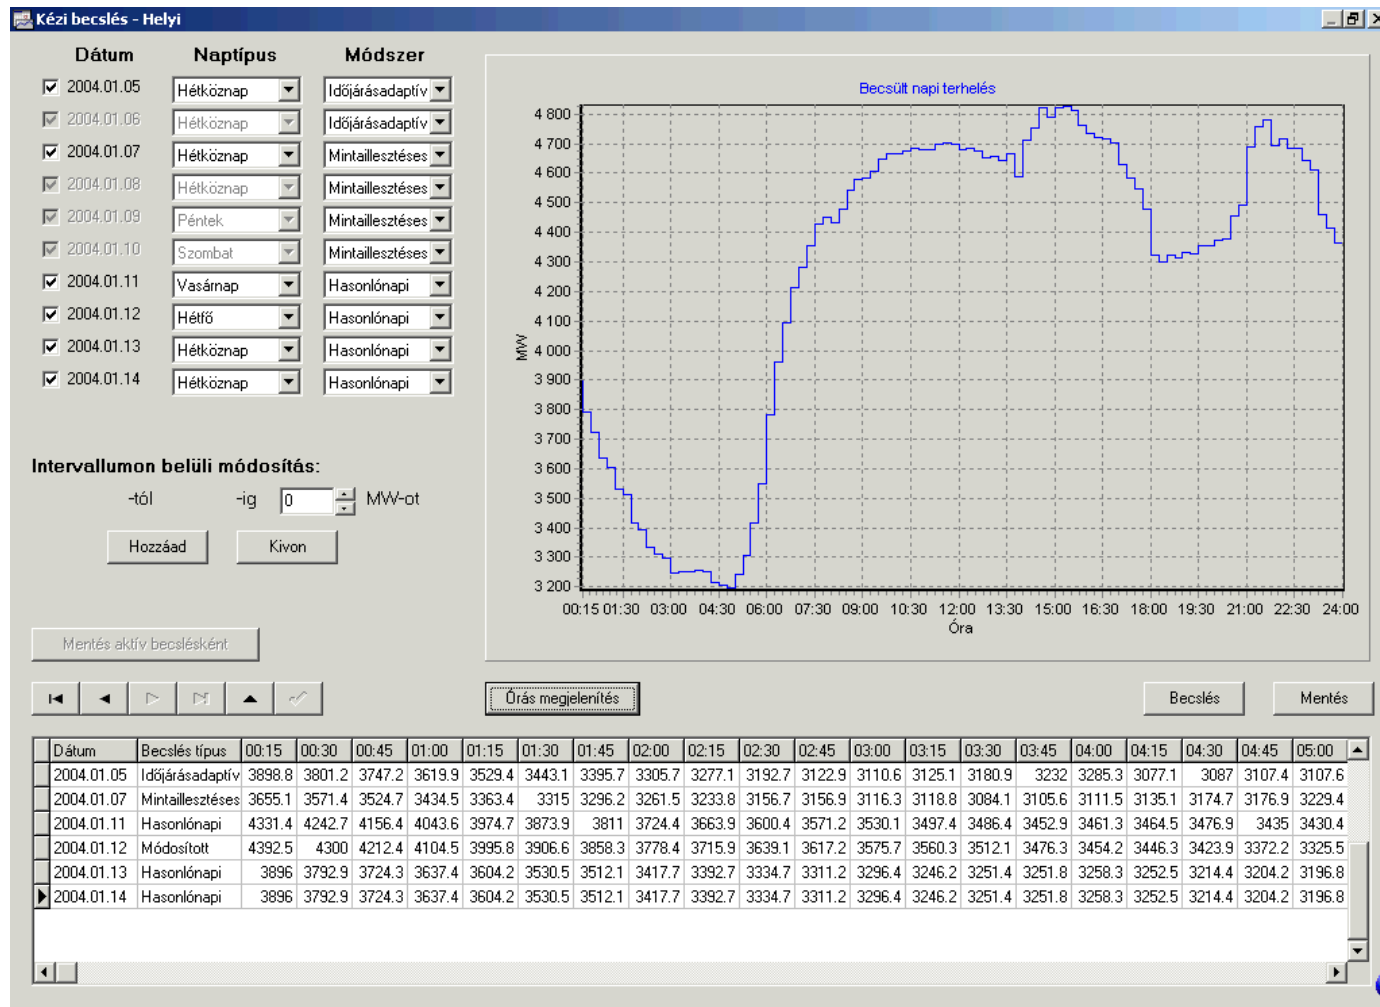 Kézi becslés - Helyi
Dátum Naptípus Módszer
2004.01.05 Hétköznap Időjárásadaptív
2004.01.06 Hétköznap Időjárásadaptív
2004.01.07 Hétköznap Mintaillesztéses
2004.01.08 Hétköznap Mintaillesztéses
2004.01.09 Péntek Mintaillesztéses
2004.01.10 Szombat Mintaillesztéses
2004.01.11 Vasárnap Hasonlónapi
2004.01.12 Hétfő Hasonlónapi
2004.01.13 Hétköznap Hasonlónapi
2004.01.14 Hétköznap Hasonlónapi
Intervallumon belüli módosítás:
-tól -ig 0 MW-ot
Hozzáad Kivon
Mentés aktív becslésként
Becsült napi terhelés
4 800
4 700
4 600
4 500
4 400
4 300
4 200
4 100
4 000
3 900
3 800
3 700
3 600
3 500
3 400
3 300
3 200
MW
00:15 01:30 03:00 04:30 06:00 07:30 09:00 10:30 12:00 13:30 15:00 16:30 18:00 19:30 21:00 22:30 24:00
Óra
Órás megjelenítés Becslés Mentés
Dátum Becslés típus 00:15 00:30 00:45 01:00 01:15 01:30 01:45 02:00 02:15 02:30 02:45 03:00 03:15 03:30 03:45 04:00 04:15 04:30 04:45 05:00
2004.01.05 Időjárásadaptív 3898.8 3801.2 3747.2 3619.9 3529.4 3443.1 3395.7 3305.7 3277.1 3192.7 3122.9 3110.6 3125.1 3180.9 3232 3285.3 3077.1 3087 3107.4 3107.6
2004.01.07 Mintaillesztéses 3655.1 3571.4 3524.7 3434.5 3363.4 3315 3296.2 3261.5 3233.8 3156.7 3156.9 3116.3 3118.8 3084.1 3105.6 3111.5 3135.1 3174.7 3176.9 3229.4
2004.01.11 Hasonlónapi 4331.4 4242.7 4156.4 4043.6 3974.7 3873.9 3811 3724.4 3663.9 3600.4 3571.2 3530.1 3497.4 3486.4 3452.9 3461.3 3464.5 3476.9 3435 3430.4
2004.01.12 Módosított 4392.5 4300 4212.4 4104.5 3995.8 3906.6 3858.3 3778.4 3715.9 3639.1 3617.2 3575.7 3560.3 3512.1 3476.3 3454.2 3446.3 3423.9 3372.2 3325.5
2004.01.13 Hasonlónapi 3896 3792.9 3724.3 3637.4 3604.2 3530.5 3512.1 3417.7 3392.7 3334.7 3311.2 3296.4 3246.2 3251.4 3251.8 3258.3 3252.5 3214.4 3204.2 3196.8
2004.01.14 Hasonlónapi 3896 3792.9 3724.3 3637.4 3604.2 3530.5 3512.1 3417.7 3392.7 3334.7 3311.2 3296.4 3246.2 3251.4 3251.8 3258.3 3252.5 3214.4 3204.2 3196.8